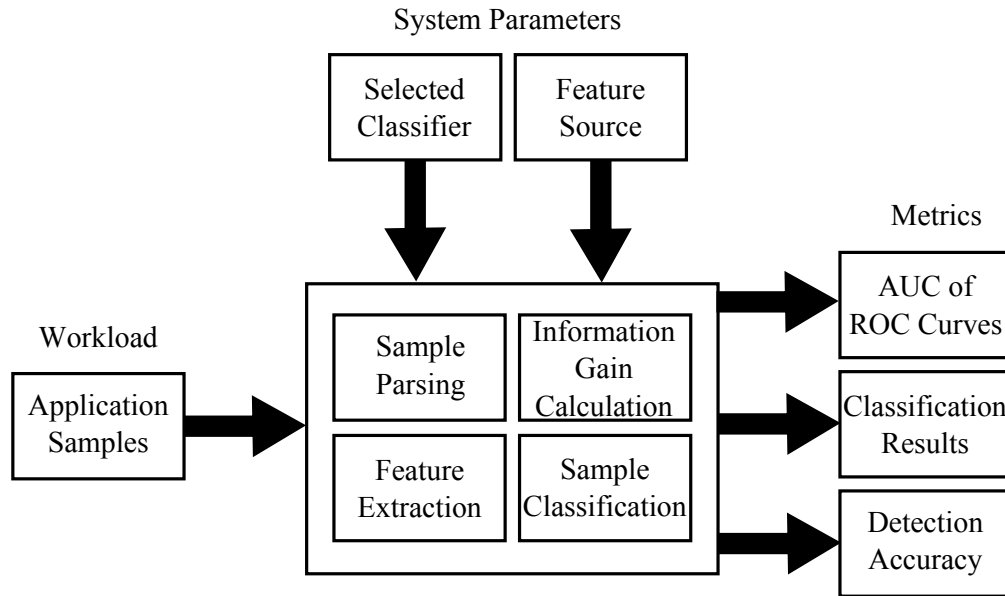 System Parameters
Selected
Classifier
Feature
Source
Metrics
AUC of
ROC Curves
Workload
Application
Samples
Sample
Parsing
Information
Gain
Calculation
Classification
Results
Feature
Extraction
Sample
Classification
Detection
Accuracy